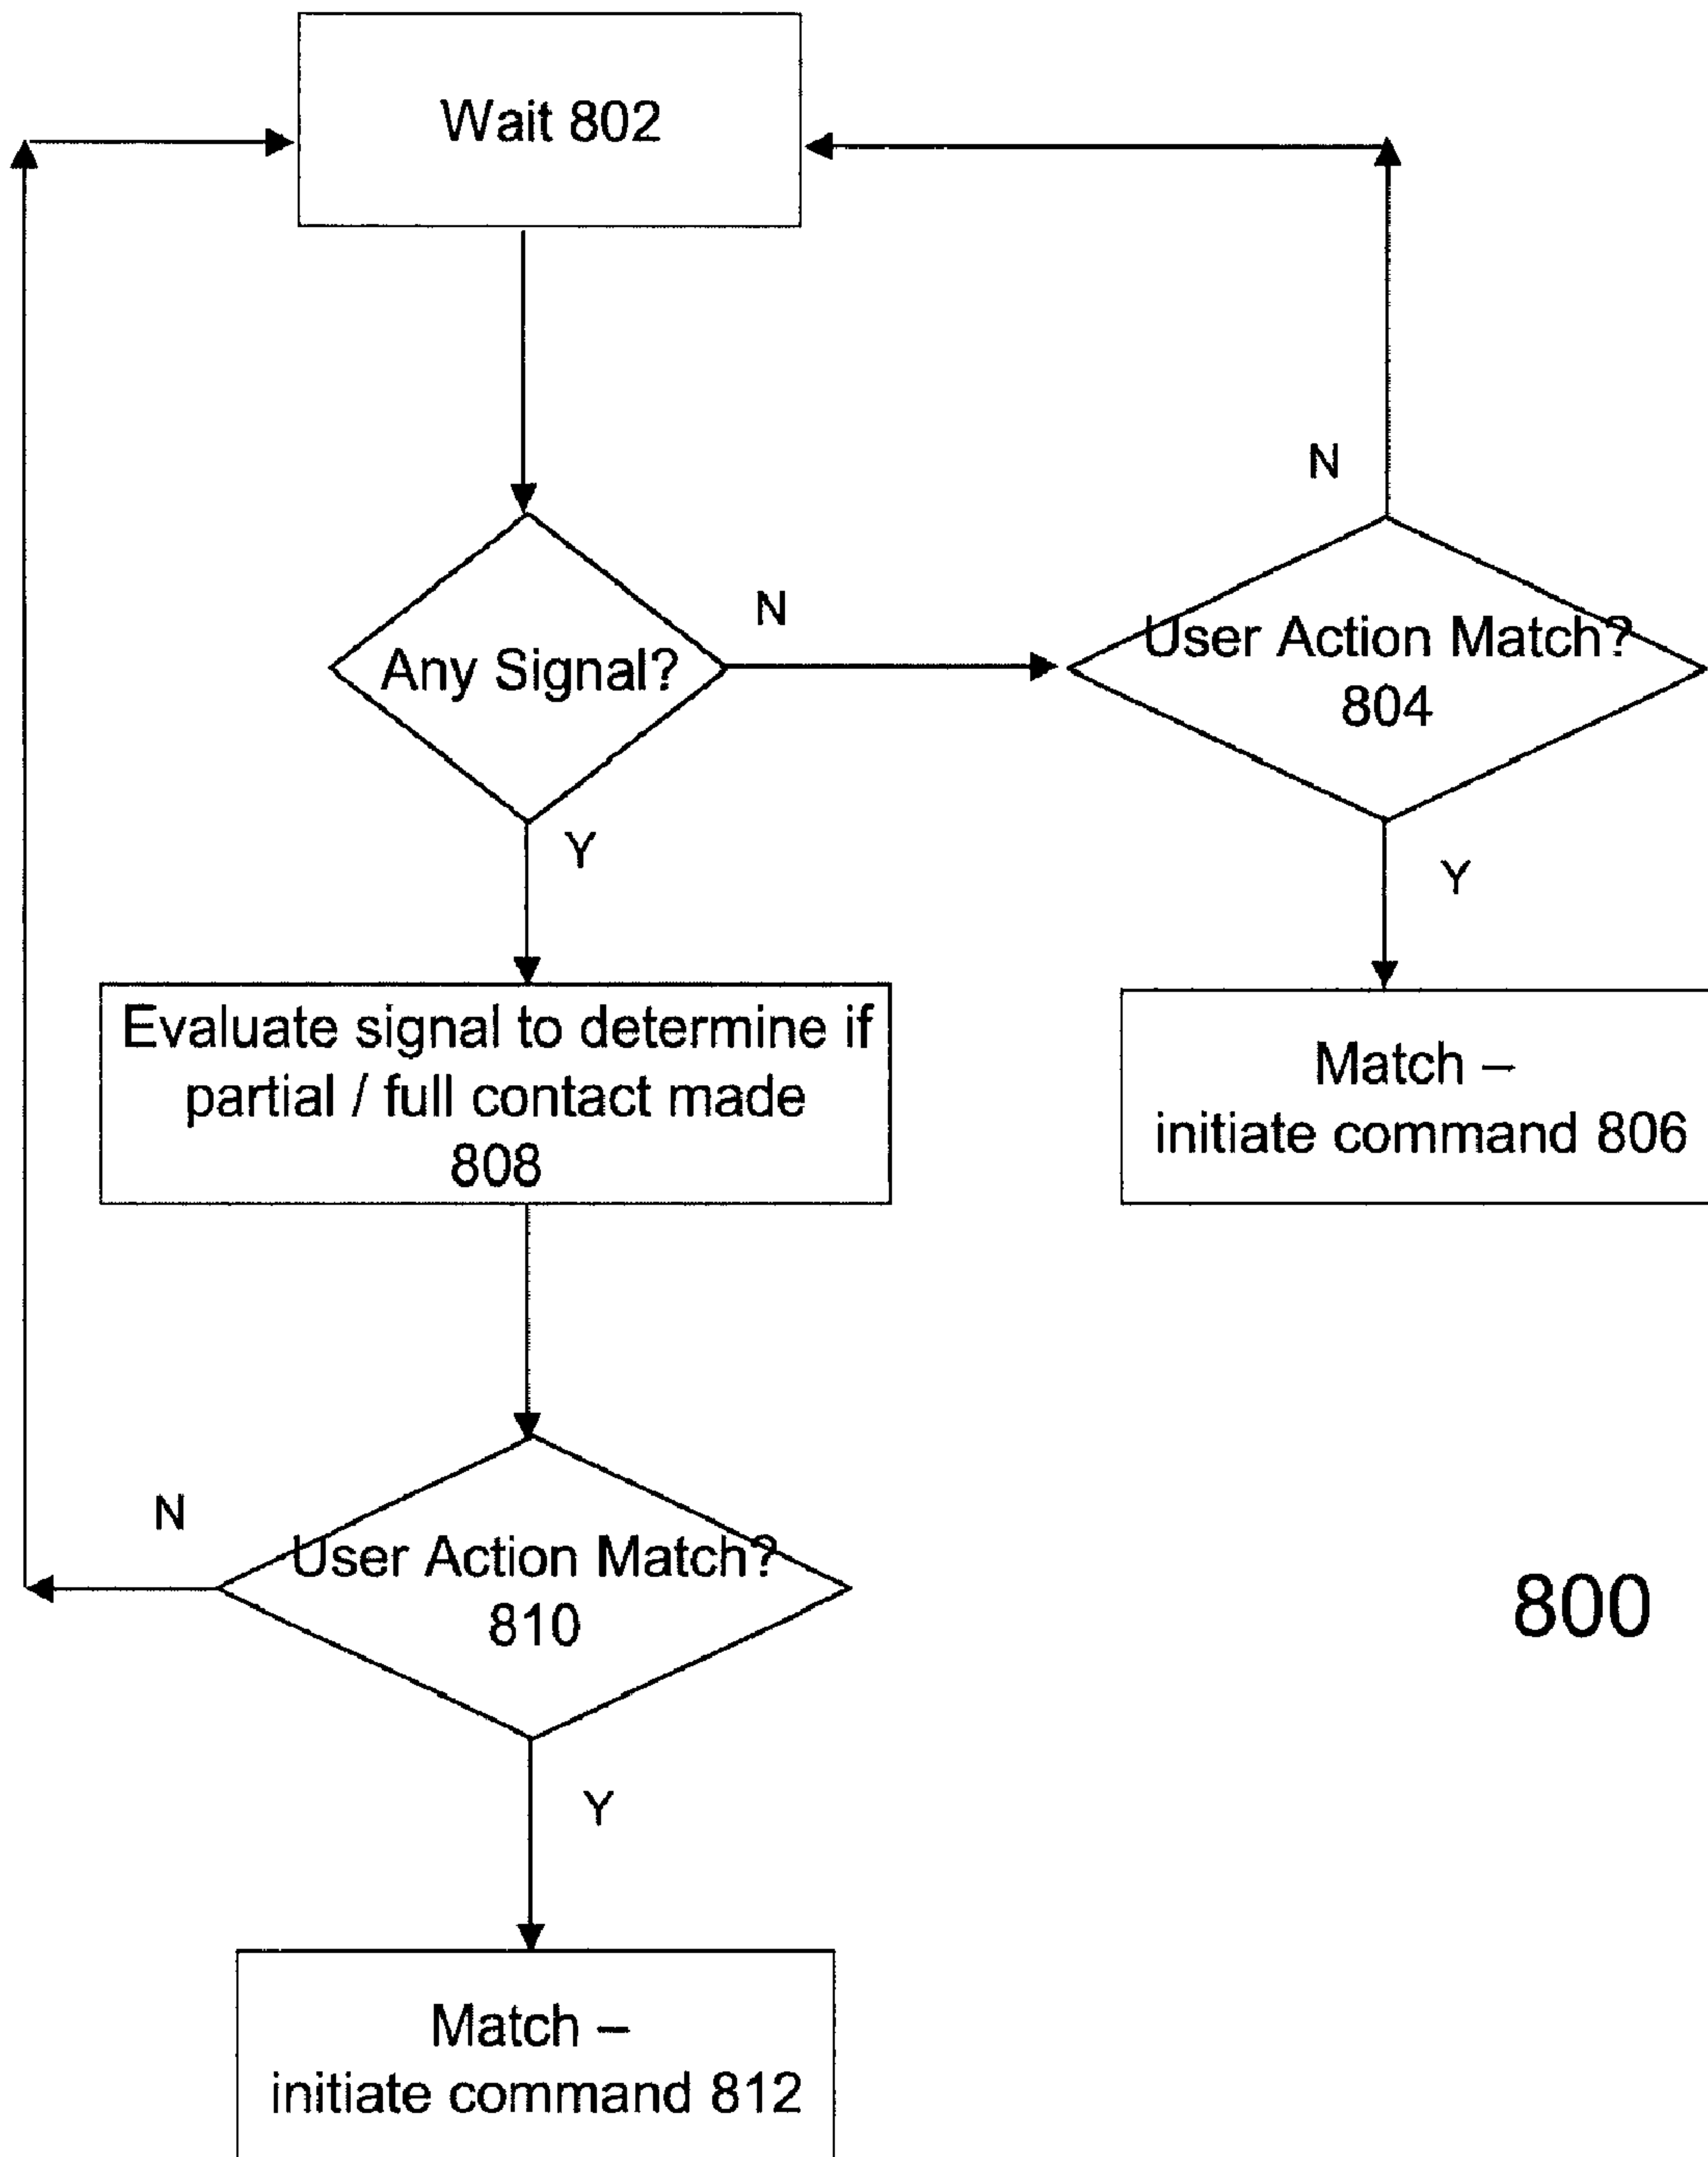 Wait 802
N
N
Any Signal?
User Action Match?
804
Y
Y
Evaluate signal to determine if
partial / full contact made
808
Match –
initiate command 806
N
User Action Match?
810
800
Y
Match –
initiate command 812